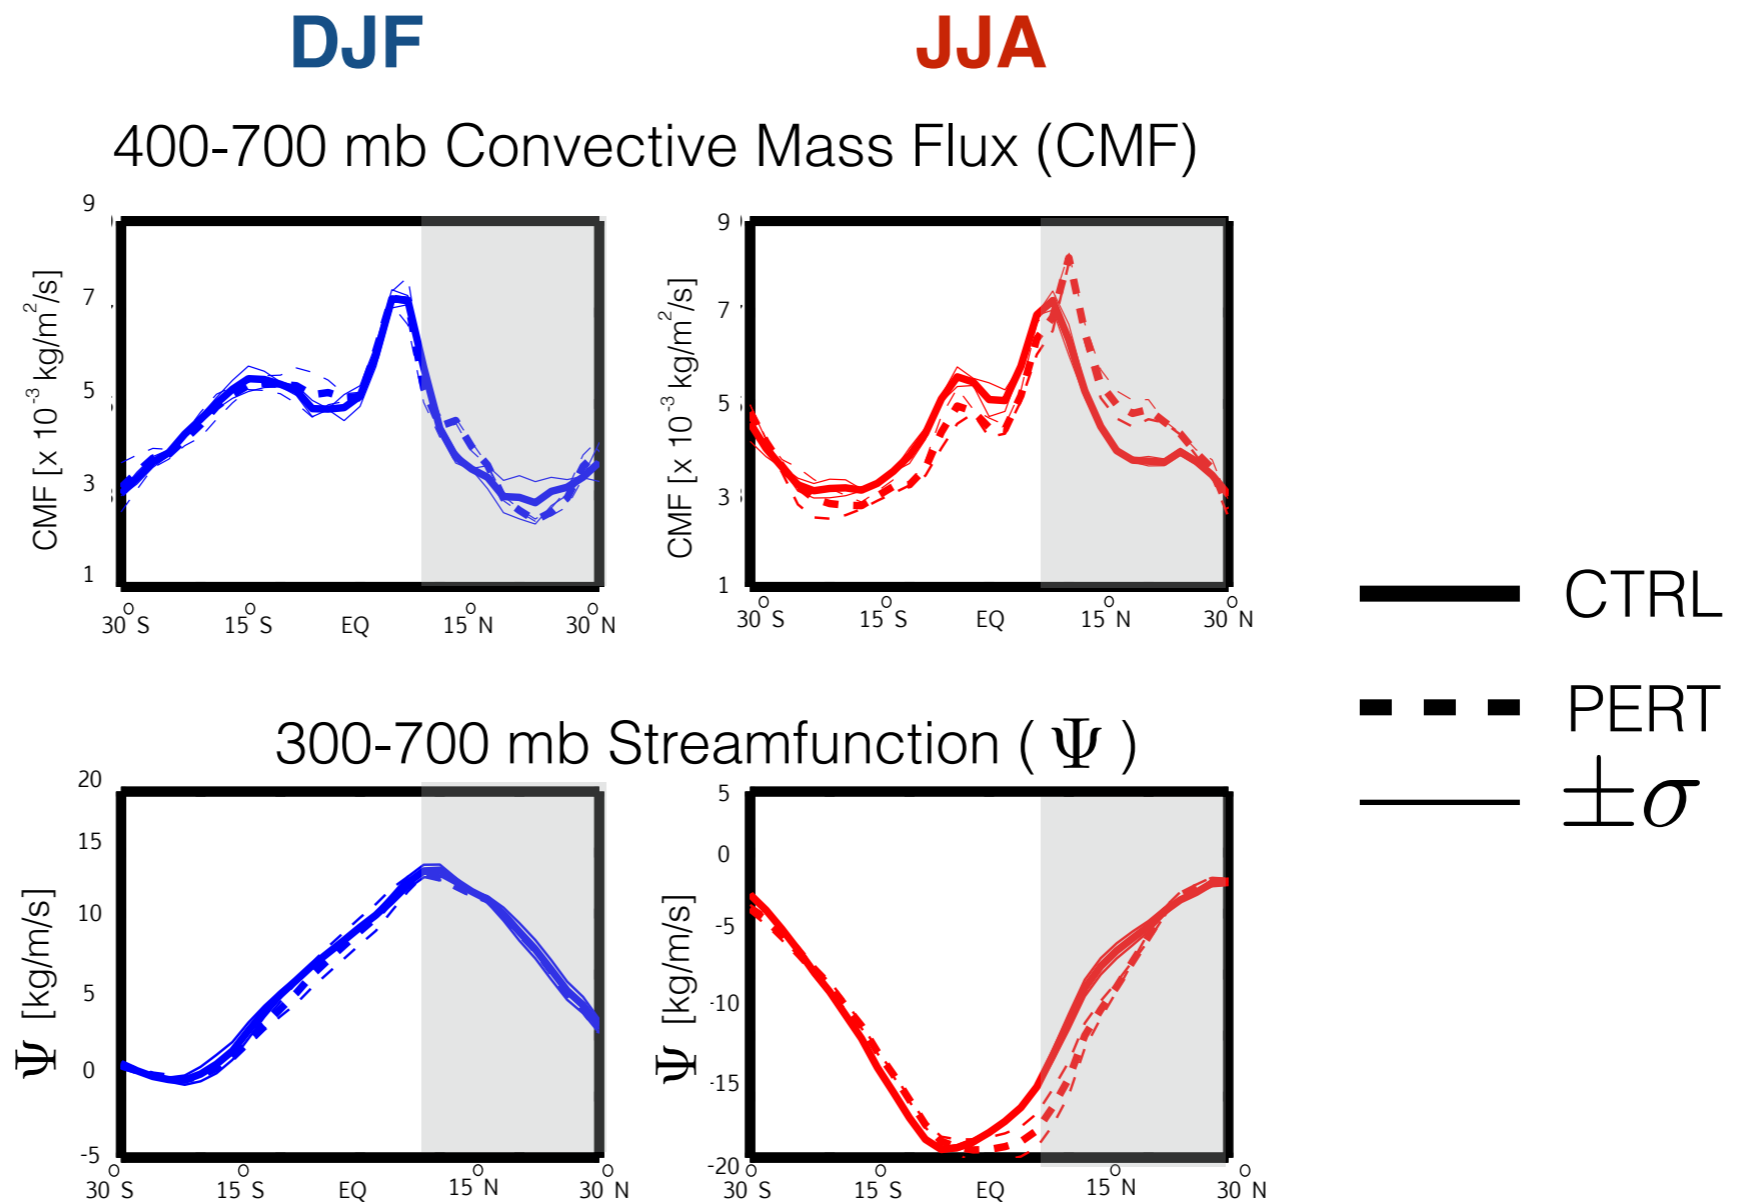 DJF JJA
400-700 mb Convective Mass Flux (CMF)
CMF [x 10⁻³ kg/m²/s]
9
7
5
3
1
30°S 15°S EQ 15°N 30°N
CMF [x 10⁻³ kg/m²/s]
9
7
5
3
1
30°S 15°S EQ 15°N 30°N
CTRL
PERT
±σ
300-700 mb Streamfunction ( Ψ )
Ψ [kg/m/s]
20
15
10
5
0
-5
30°S 15°S EQ 15°N 30°N
Ψ [kg/m/s]
5
0
-5
-10
-15
-20
30°S 15°S EQ 15°N 30°N